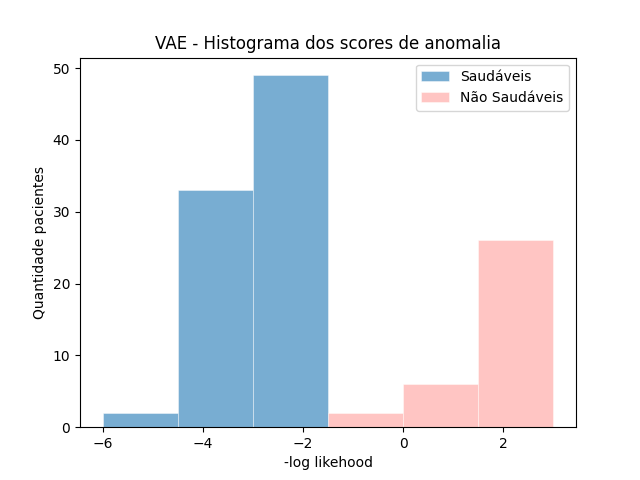 VAE - Histograma dos scores de anomalia
Saudáveis
Não Saudáveis
Quantidade pacientes
50
40
30
20
10
0
−6
−4
−2
0
2
-log likehood